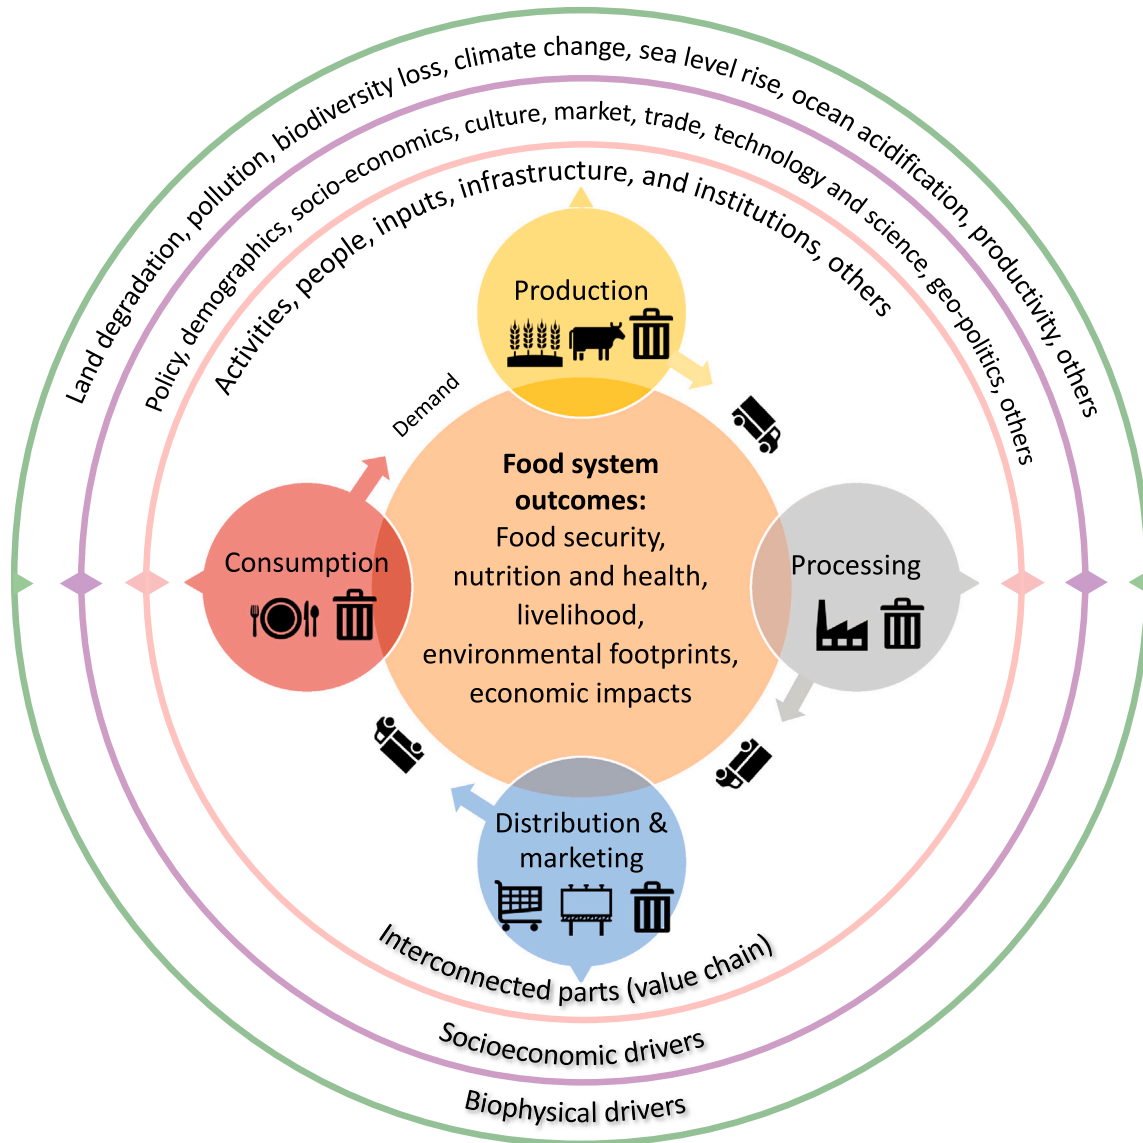 Land degradation, pollution, biodiversity loss, climate change, sea level rise, ocean acidification, productivity, others
Policy, demographics, socio-economics, culture, market, trade, technology and science, geo-politics, others
Activities, people, inputs, infrastructure, and institutions, others
Production
Demand
Food system
outcomes:
Food security,
nutrition and health,
livelihood,
environmental footprints,
economic impacts
Consumption
Processing
Distribution &
marketing
Interconnected parts (value chain)
Socioeconomic drivers
Biophysical drivers